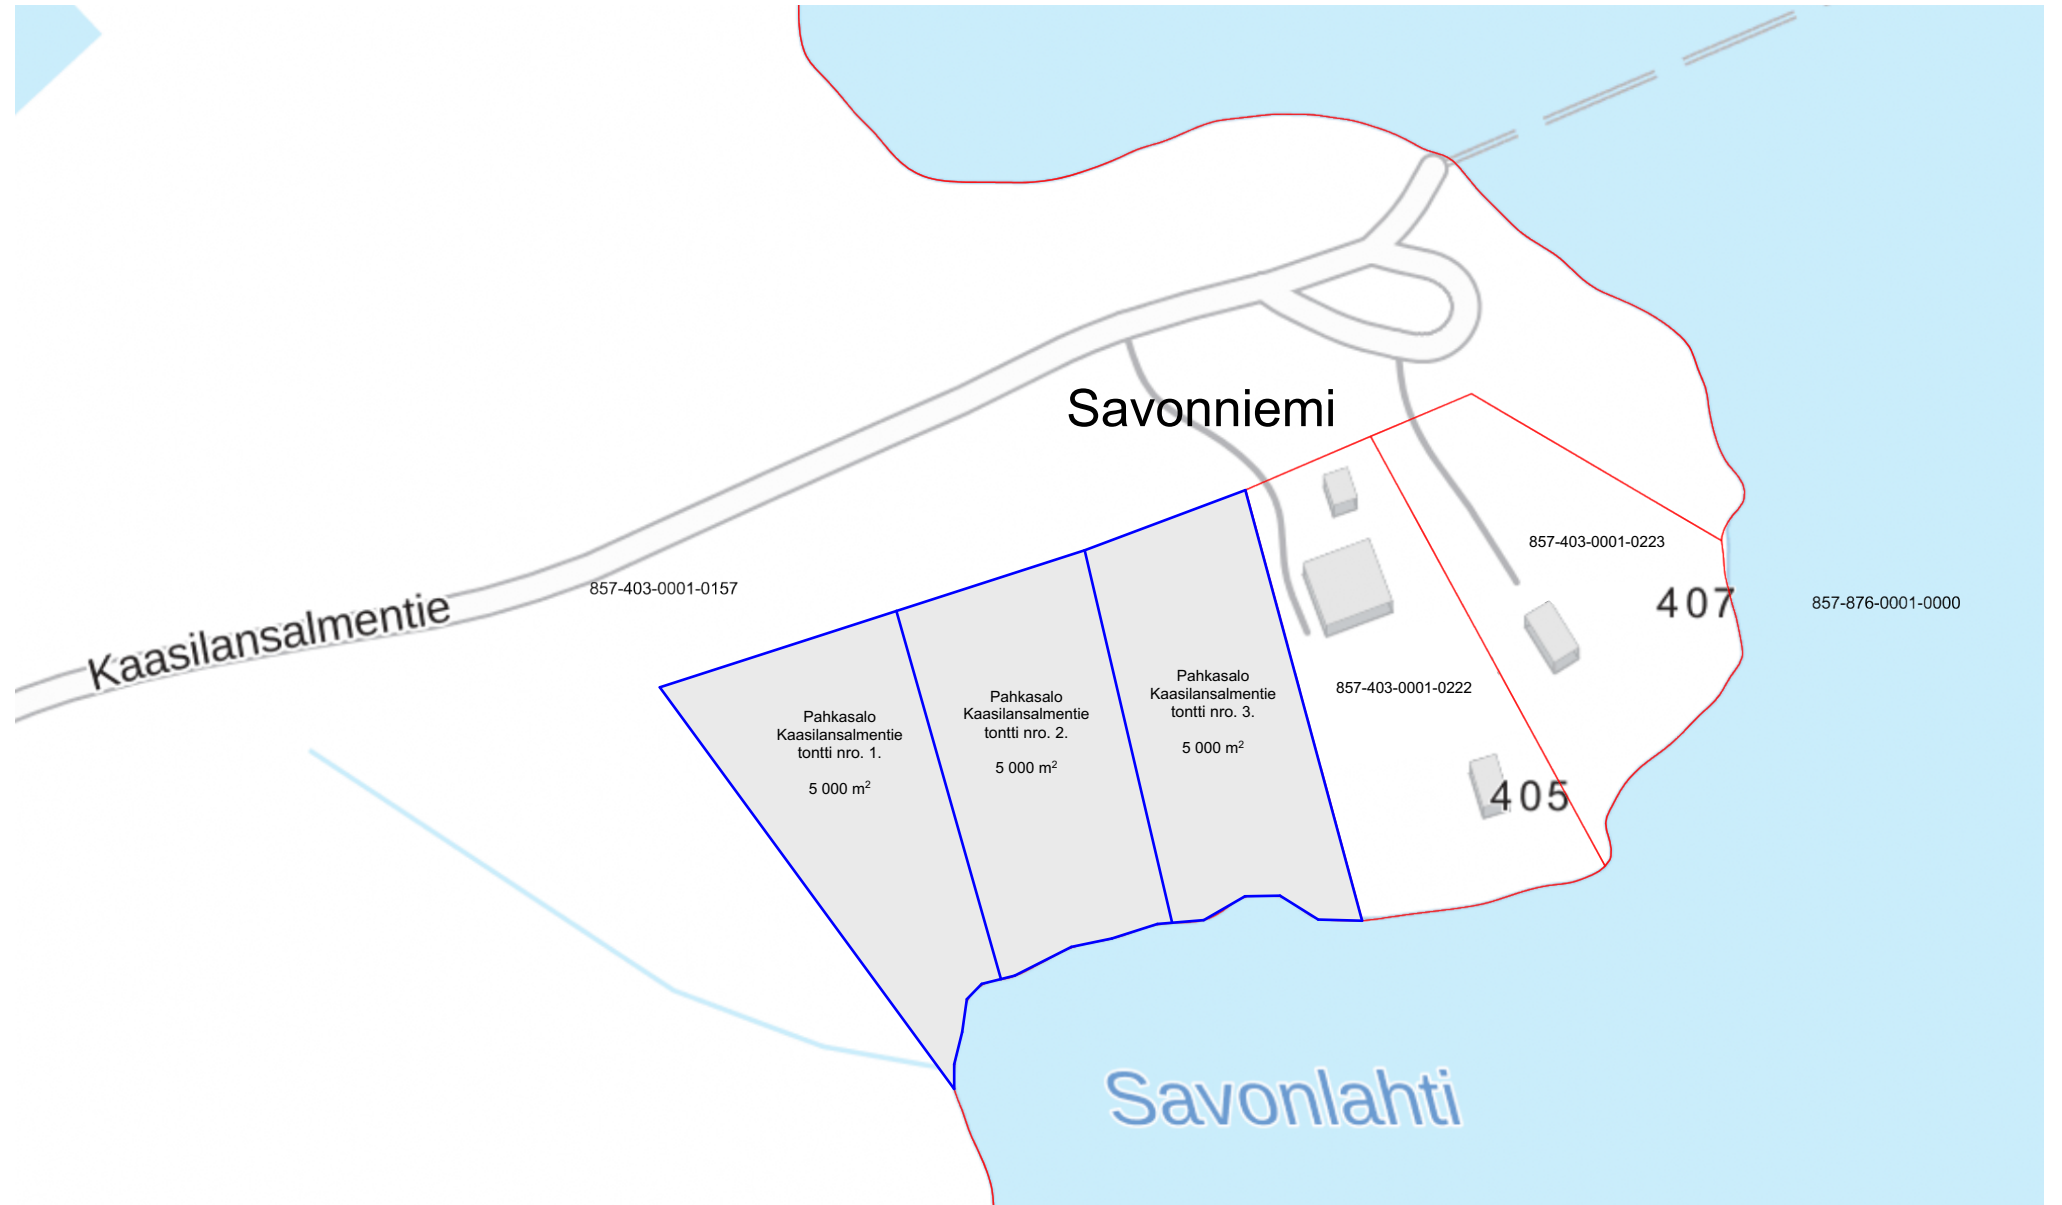 Savonniemi
857-403-0001-0223
857-403-0001-0157
Kaasilansalmentie
407
857-876-0001-0000
Pahkasalo
Kaasilansalmentie
tontti nro. 1.
5 000 m²
Pahkasalo
Kaasilansalmentie
tontti nro. 2.
5 000 m²
Pahkasalo
Kaasilansalmentie
tontti nro. 3.
5 000 m²
857-403-0001-0222
405
Savonlahti